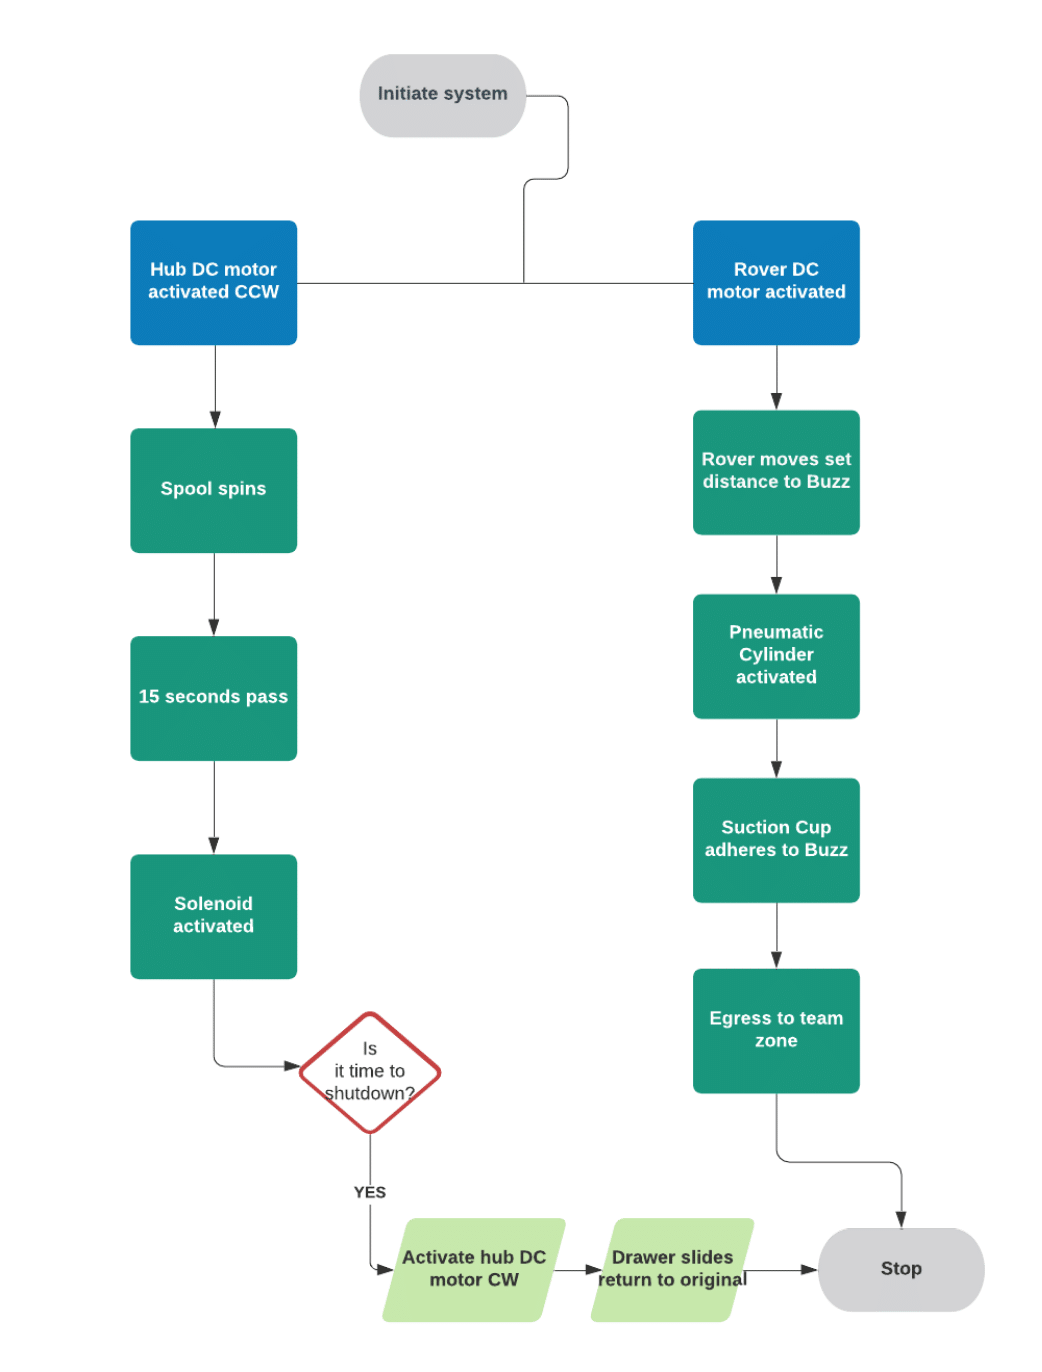 Initiate system
Hub DC motor
activated CCW
Rover DC
motor activated
Spool spins
Rover moves set
distance to Buzz
15 seconds pass
Pneumatic
Cylinder
activated
Solenoid
activated
Suction Cup
adheres to Buzz
Is
it time to
shutdown?
Egress to team
zone
YES
Activate hub DC
motor CW
Drawer slides
return to original
Stop